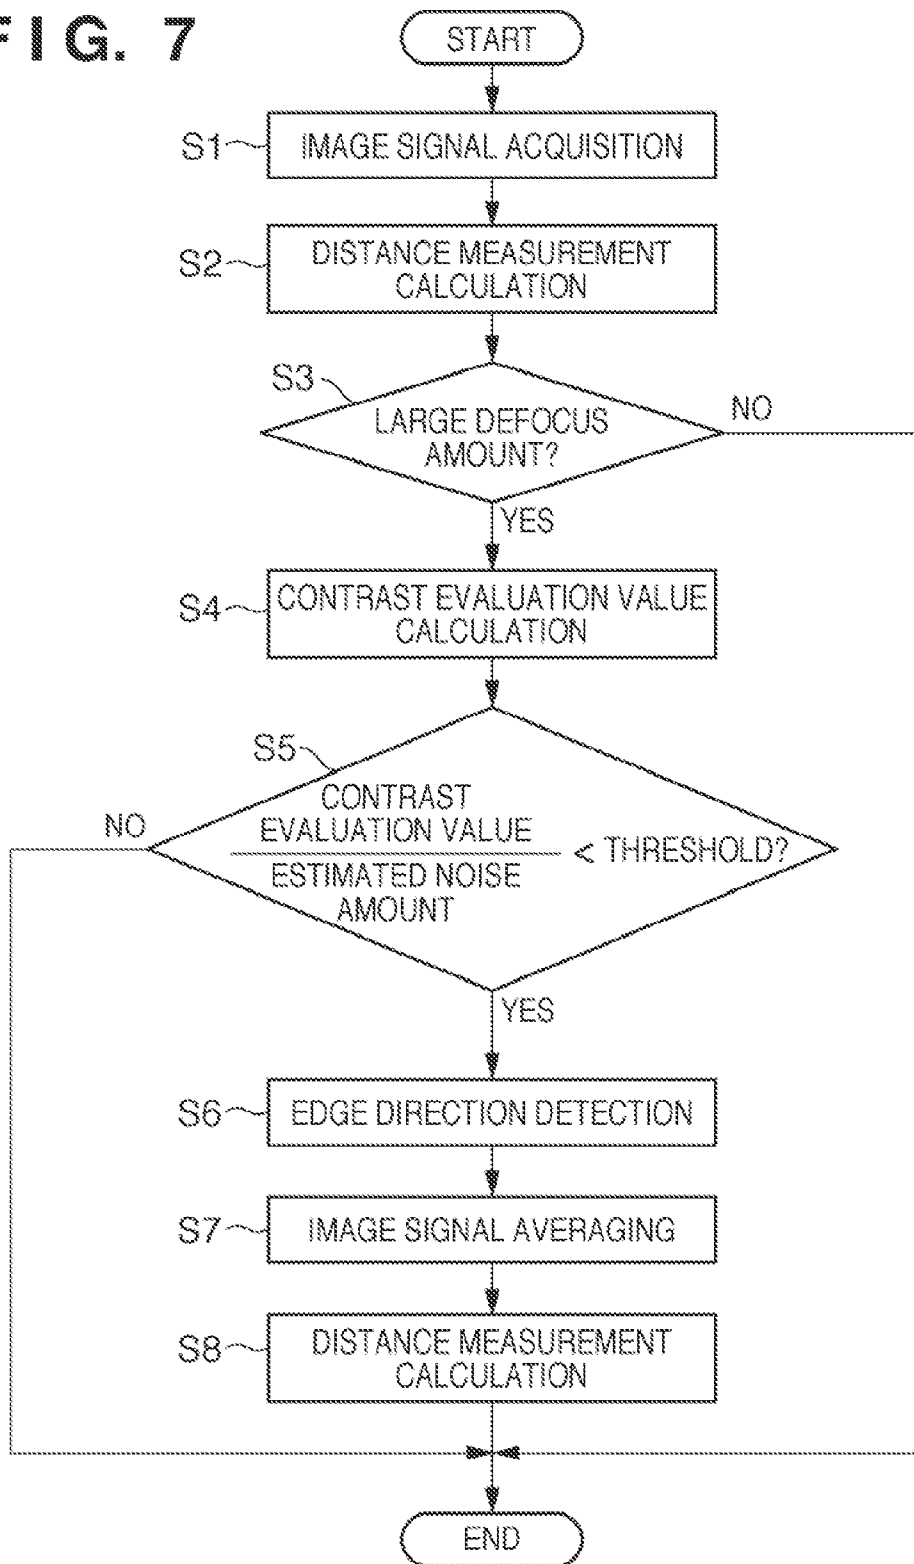 FIG. 7
START
S1
IMAGE SIGNAL ACQUISITION
S2
DISTANCE MEASUREMENT
CALCULATION
S3
LARGE DEFOCUS
AMOUNT?
NO
YES
S4
CONTRAST EVALUATION VALUE
CALCULATION
S5
CONTRAST
EVALUATION VALUE
ESTIMATED NOISE
AMOUNT
< THRESHOLD?
NO
YES
S6
EDGE DIRECTION DETECTION
S7
IMAGE SIGNAL AVERAGING
S8
DISTANCE MEASUREMENT
CALCULATION
END